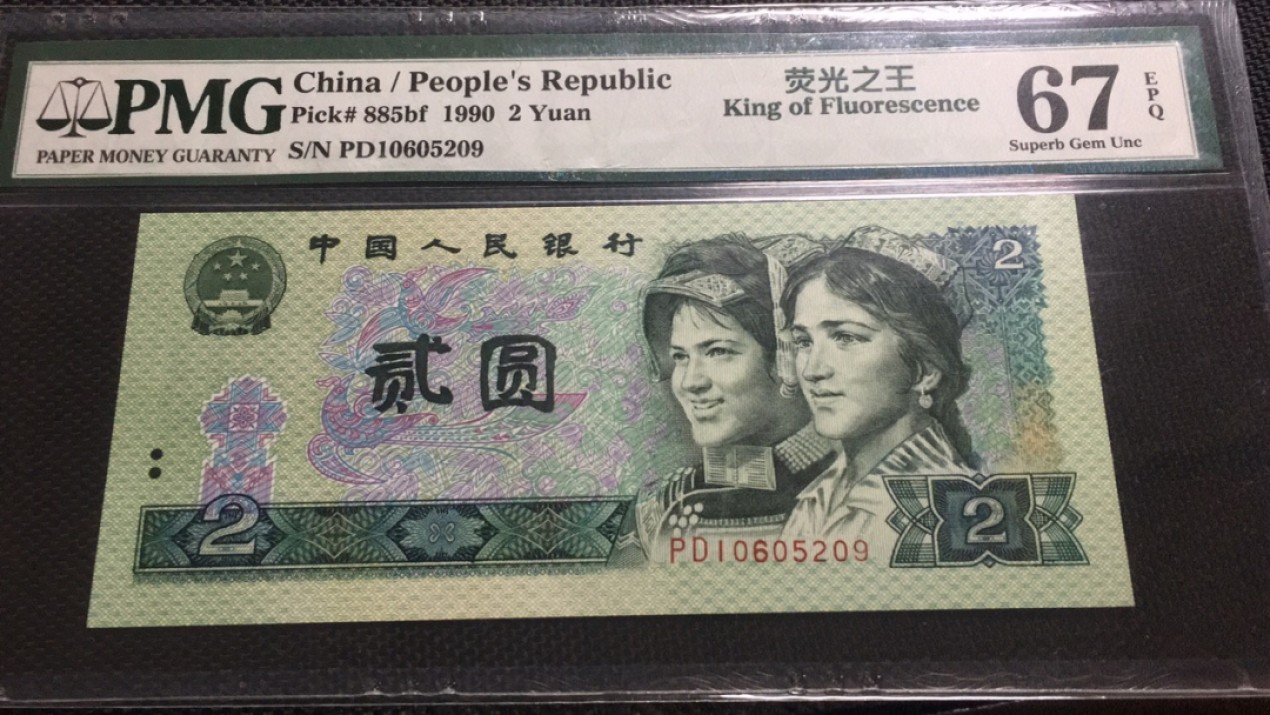 PMG
PAPER MONEY GUARANTY
China / People's Republic
Pick# 885bf 1990 2 Yuan
S/N PD10605209
荧光之王
King of Fluorescence
67
EPQ
Superb Gem Unc
中国人民银行
2
贰圆
2
2
PD10605209